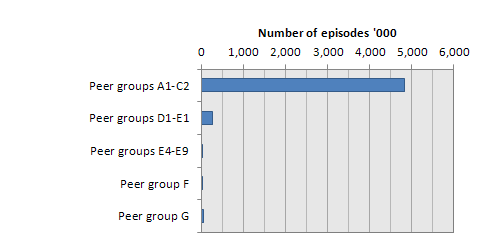 Number of episodes '000
0 1,000 2,000 3,000 4,000 5,000 6,000
Peer groups A1-C2
Peer groups D1-E1
Peer groups E4-E9
Peer group F
Peer group G